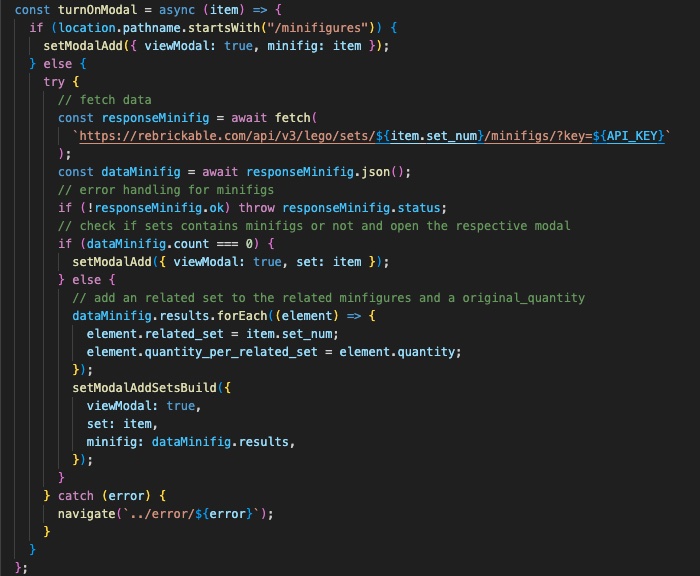 const turnOnModal = async (item) => {
  if (location.pathname.startsWith("/minifigures")) {
    setModalAdd({ viewModal: true, minifig: item });
  } else {
    try {
      // fetch data
      const responseMinifig = await fetch(
        `https://rebrickable.com/api/v3/lego/sets/${item.set_num}/minifigs/?key=${API_KEY}`
      );
      const dataMinifig = await responseMinifig.json();
      // error handling for minifigs
      if (!responseMinifig.ok) throw responseMinifig.status;
      // check if sets contains minifigs or not and open the respective modal
      if (dataMinifig.count === 0) {
        setModalAdd({ viewModal: true, set: item });
      } else {
        // add an related set to the related minfigures and a original_quantity
        dataMinifig.results.forEach((element) => {
          element.related_set = item.set_num;
          element.quantity_per_related_set = element.quantity;
        });
        setModalAddSetsBuild({
          viewModal: true,
          set: item,
          minifig: dataMinifig.results,
        });
      }
    } catch (error) {
      navigate(`../error/${error}`);
    }
  }
};